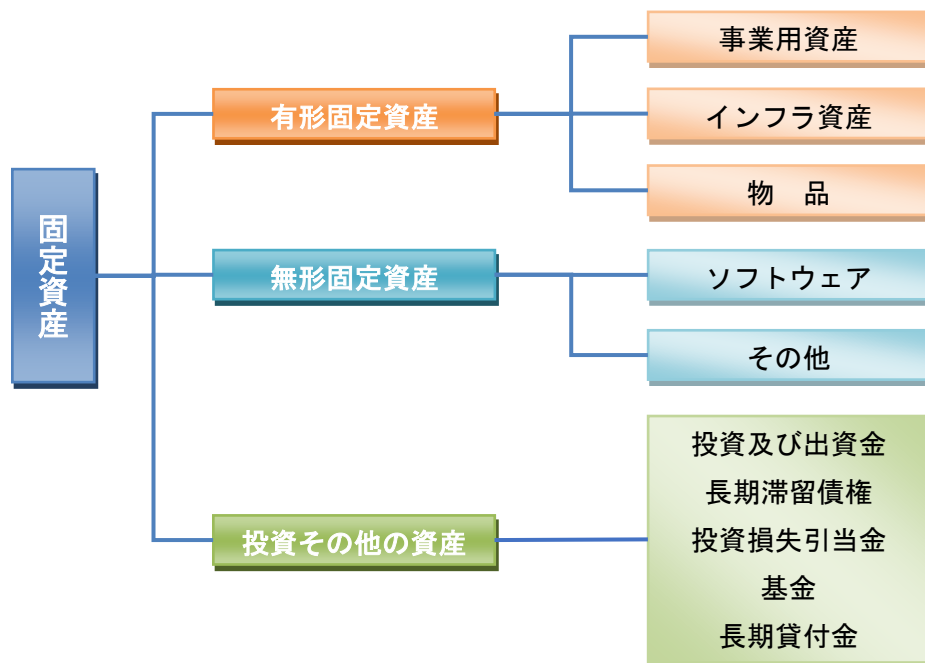 固定資産
有形固定資産
事業用資産
インフラ資産
物　品
無形固定資産
ソフトウェア
その他
投資その他の資産
投資及び出資金
長期滞留債権
投資損失引当金
基金
長期貸付金